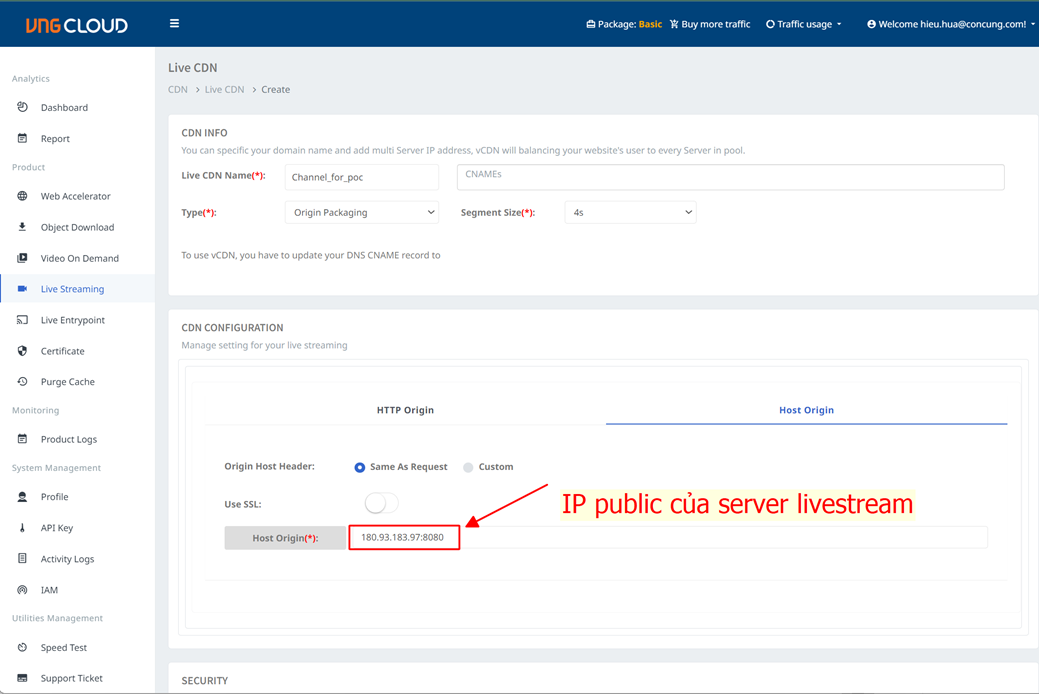 VNGCLOUD
Package: Basic Buy more traffic Traffic usage Welcome hieu.hua@concung.com!
Analytics
Dashboard
Report
Product
Web Accelerator
Object Download
Video On Demand
Live Streaming
Live Entrypoint
Certificate
Purge Cache
Monitoring
Product Logs
System Management
Profile
API Key
Activity Logs
IAM
Utilities Management
Speed Test
Support Ticket
Live CDN
CDN > Live CDN > Create
CDN INFO
You can specific your domain name and add multi Server IP address, vCDN will balancing your website's user to every Server in pool.
Live CDN Name(*): Channel_for_poc CNAMEs
Type(*): Origin Packaging Segment Size(*): 4s
To use vCDN, you have to update your DNS CNAME record to
CDN CONFIGURATION
Manage setting for your live streaming
HTTP Origin Host Origin
Origin Host Header: Same As Request Custom
Use SSL:
IP public của server livestream
Host Origin(*): 180.93.183.97:8080
SECURITY